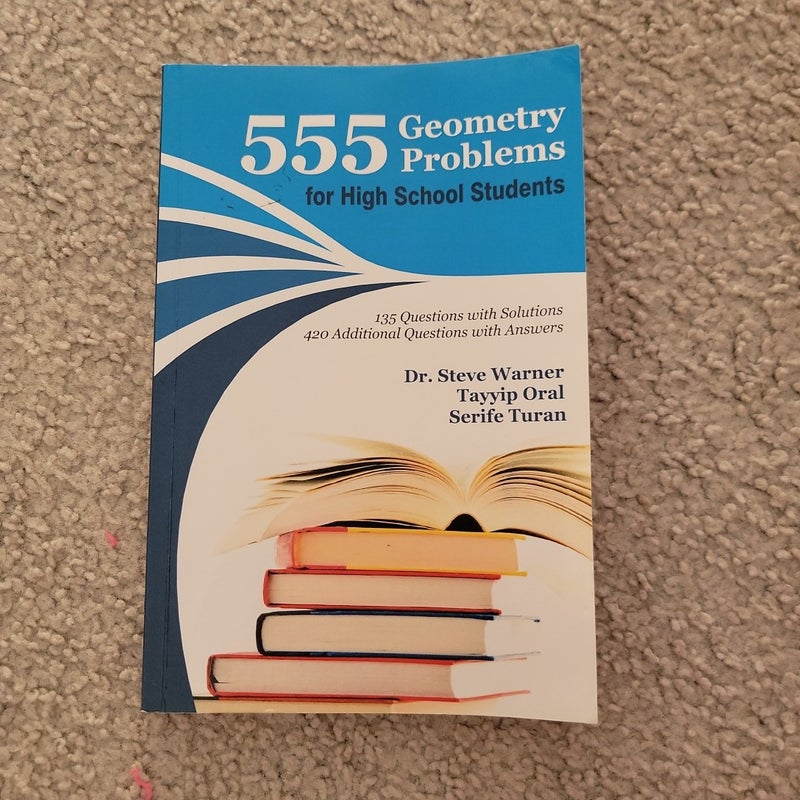 555 Geometry
Problems
for High School Students
135 Questions with Solutions
420 Additional Questions with Answers
Dr. Steve Warner
Tayyip Oral
Serife Turan